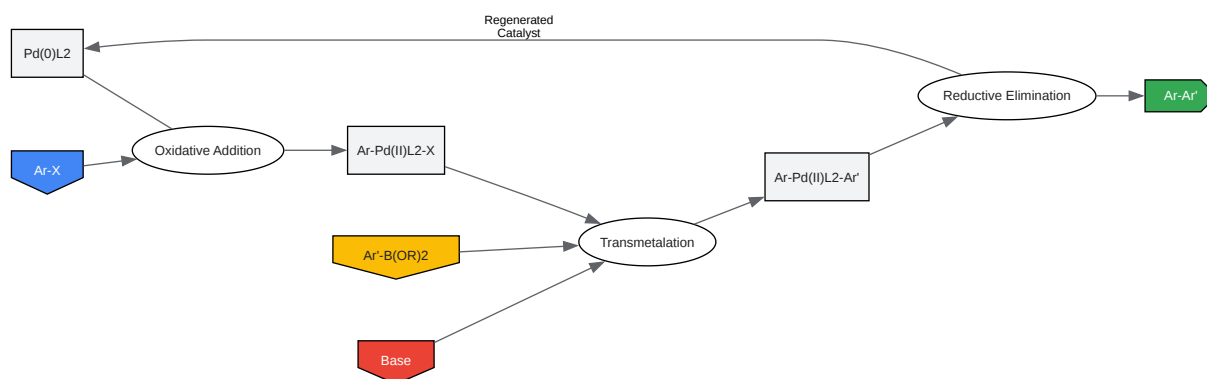 Regenerated
Catalyst
Pd(0)L2
Reductive Elimination
Ar-Ar'
Oxidative Addition
Ar-Pd(II)L2-X
Ar-X
Ar-Pd(II)L2-Ar'
Transmetalation
Ar'-B(OR)2
Base